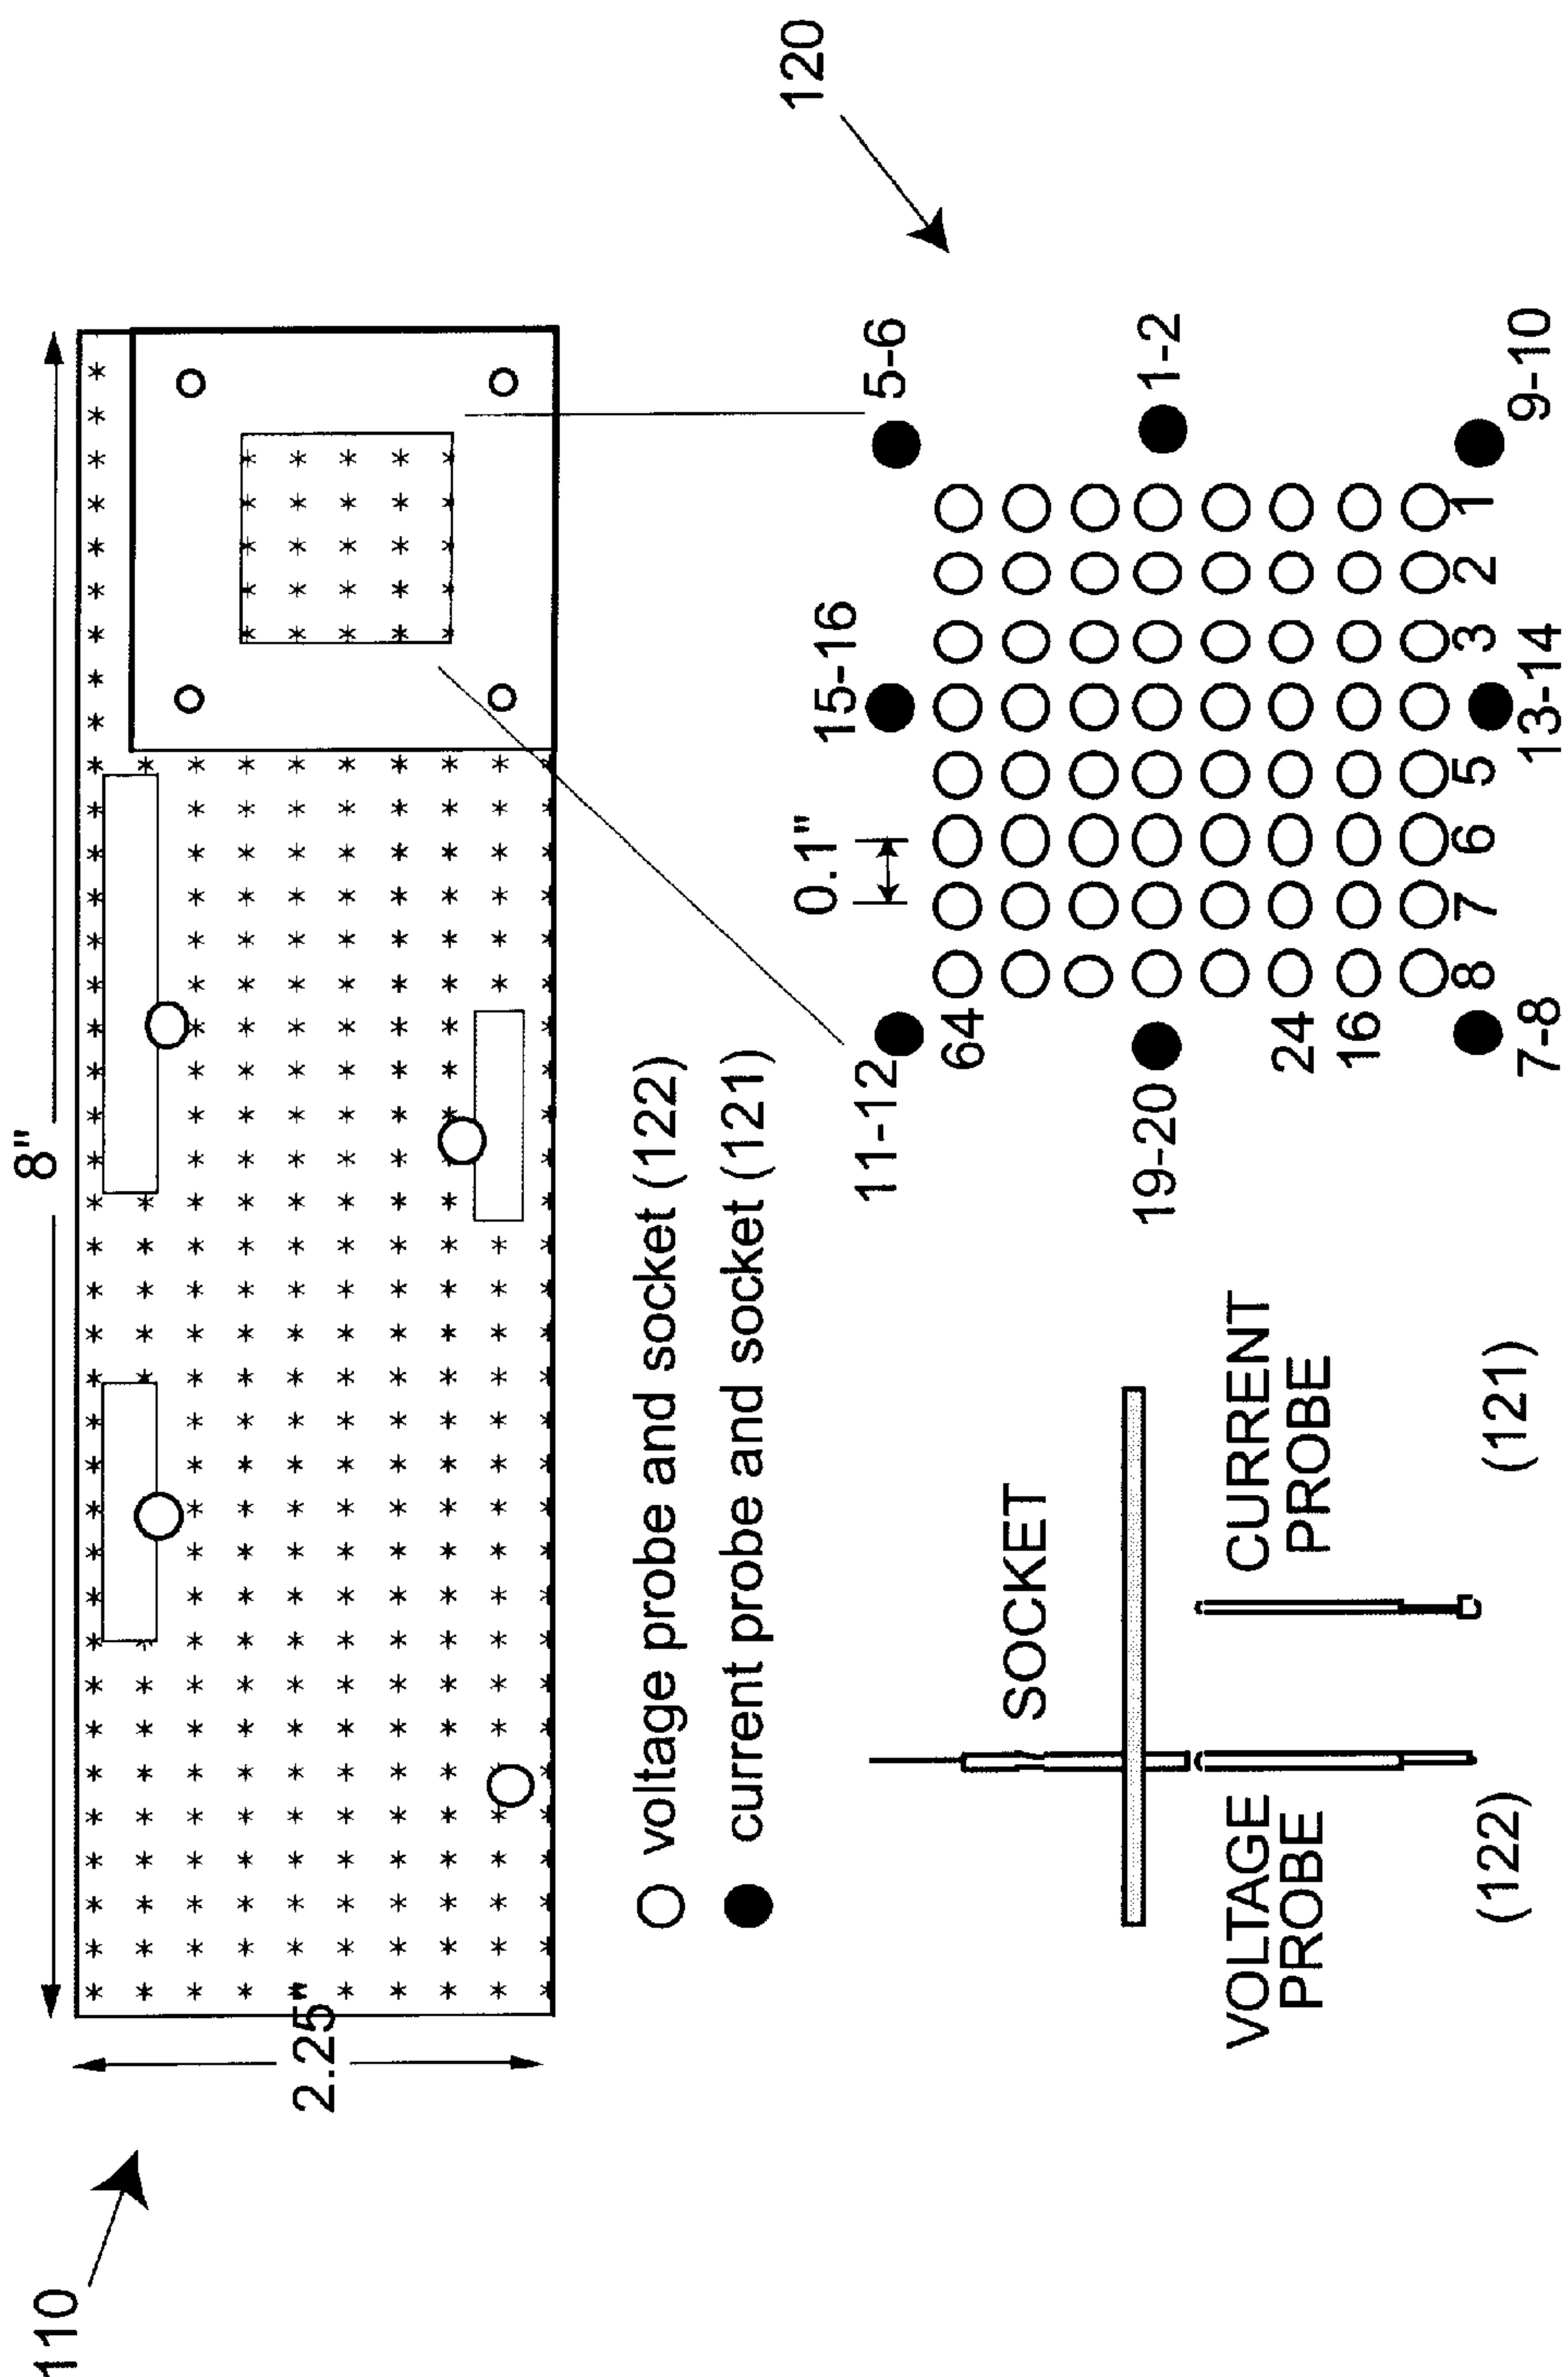 110
8"
2.25"
voltage probe and socket (122)
current probe and socket (121)
120
0.1"
15-16
11-12
5-6
64
19-20
1-2
24
16
8 7 6 5 3 2 1
7-8
13-14
9-10
SOCKET
VOLTAGE
PROBE
(122)
CURRENT
PROBE
(121)